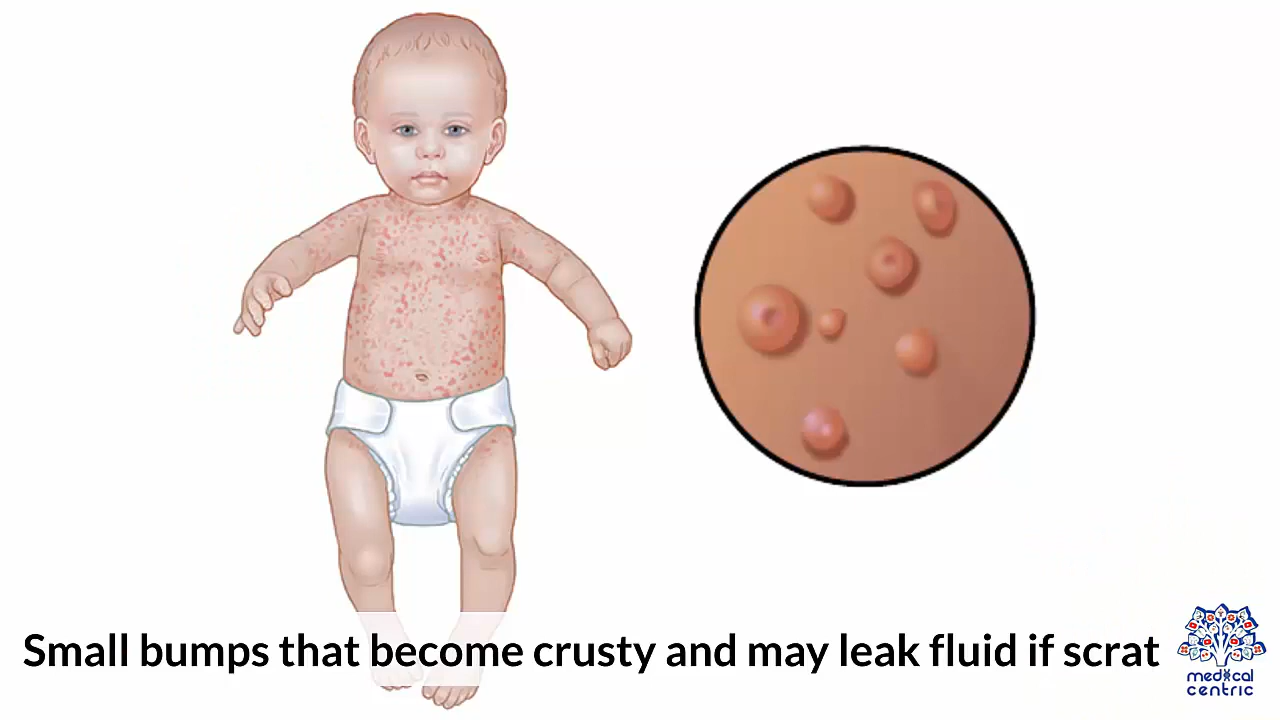 Small bumps that become crusty and may leak fluid if scrat
medical
centric